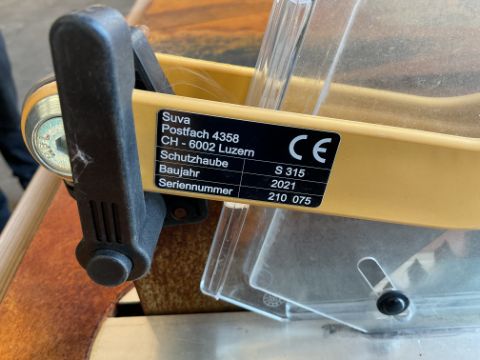 Suva
Postfach 4358
CH - 6002 Luzern
CE
Schutzhaube S 315
Baujahr 2021
Seriennummer 210 075